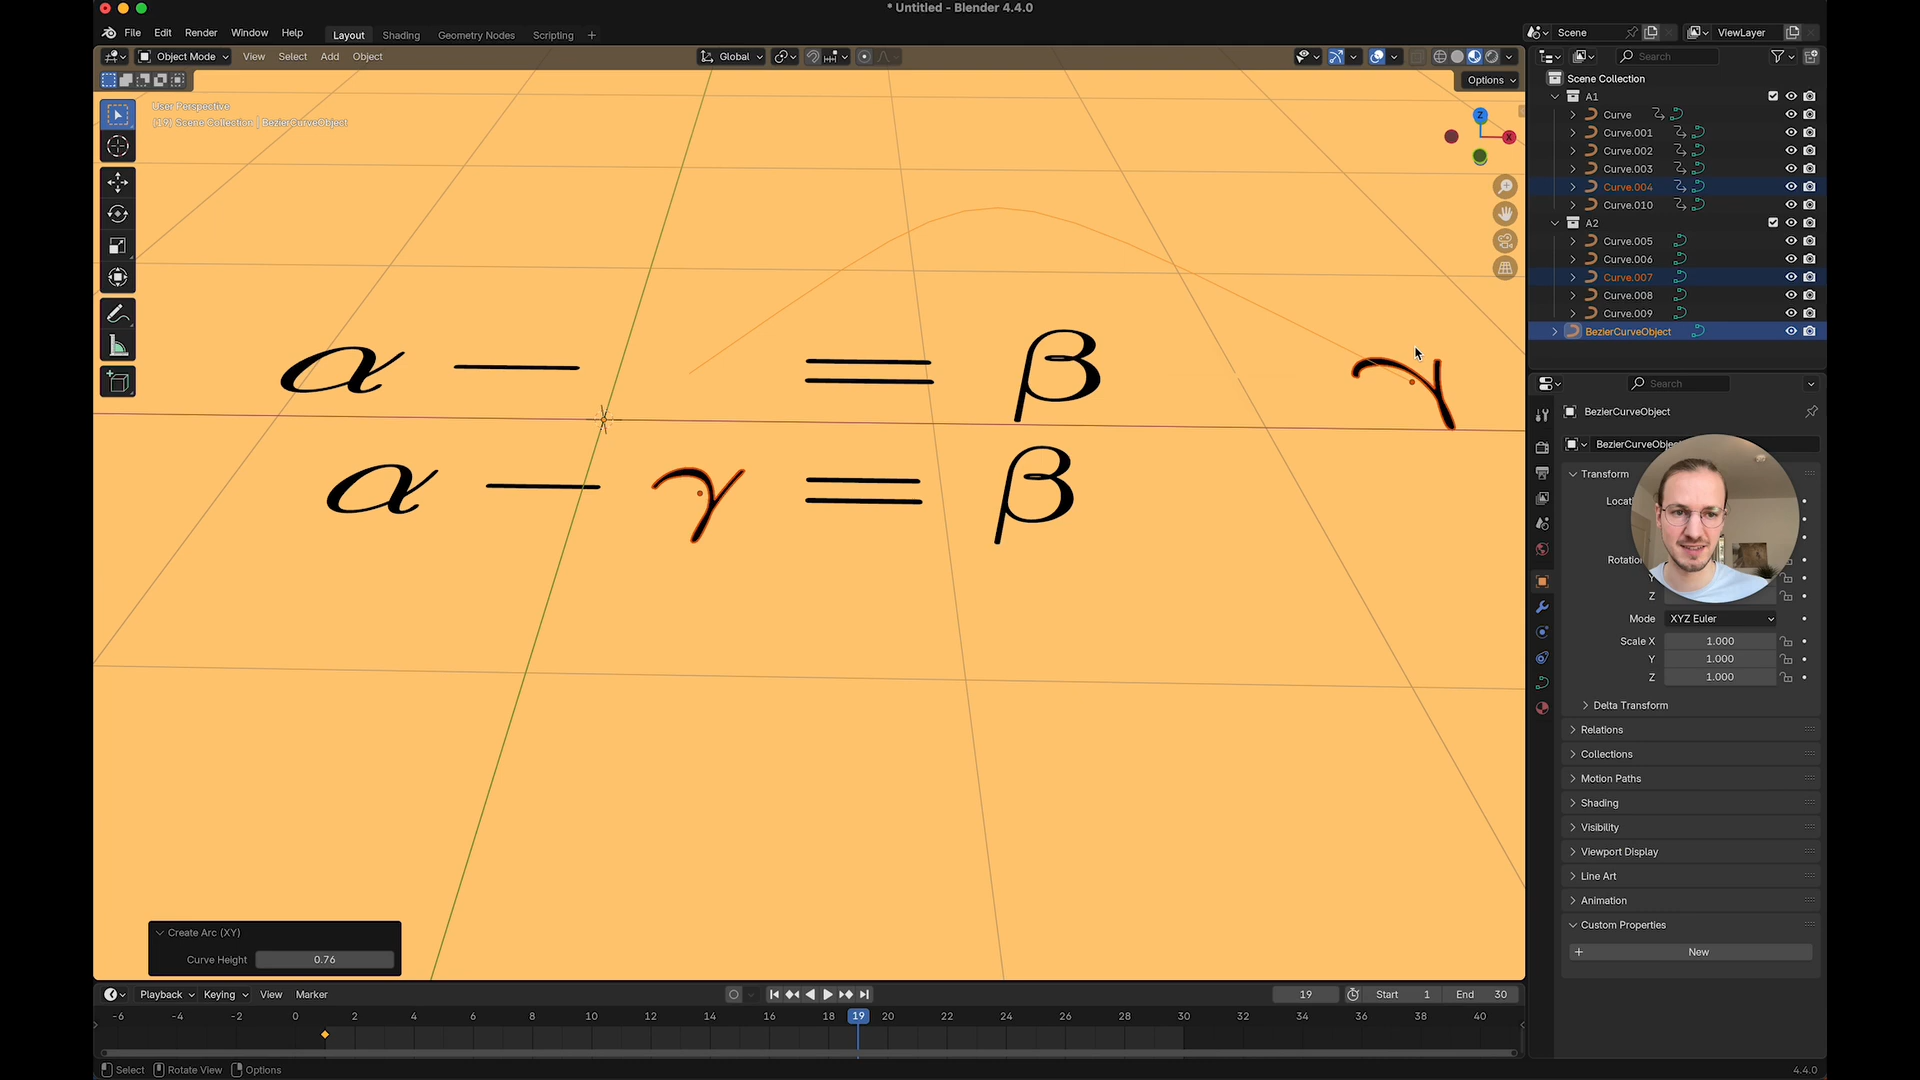 * Untitled - Blender 4.4.0
File Edit Render Window Help Layout Shading Geometry Nodes Scripting + Scene ViewLayer
Object Mode View Select Add Object Global Search
Options
User Perspective
(19) Scene Collection | BezierCurveObject
Z
X
Scene Collection
A1
Curve
Curve.001
Curve.002
Curve.003
Curve.004
Curve.010
A2
Curve.005
Curve.006
Curve.007
Curve.008
Curve.009
BezierCurveObject
α − = β γ
α − γ = β
Search
BezierCurveObject
BezierCurveObjec
Transform
Locat
Rotatio
Y
Z
Mode XYZ Euler
Scale X 1.000
Y 1.000
Z 1.000
Delta Transform
Relations
Collections
Motion Paths
Shading
Visibility
Viewport Display
Line Art
Animation
Custom Properties
+ New
Create Arc (XY)
Curve Height 0.76
Playback Keying View Marker 19 Start 1 End 30
-6 -4 -2 0 2 4 6 8 10 12 14 16 18 19 20 22 24 26 28 30 32 34 36 38 40
Select Rotate View Options 4.4.0